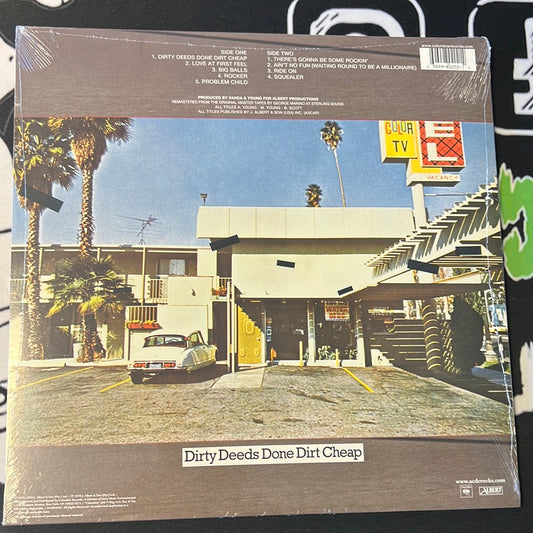 SIDE ONE
1. DIRTY DEEDS DONE DIRT CHEAP
2. LOVE AT FIRST FEEL
3. BIG BALLS
4. ROCKER
5. PROBLEM CHILD
SIDE TWO
1. THERE'S GONNA BE SOME ROCKIN'
2. AIN'T NO FUN (WAITING ROUND TO BE A MILLIONAIRE)
3. RIDE ON
4. SQUEALER
PRODUCED BY VANDA & YOUNG FOR ALBERT PRODUCTIONS
REMASTERED FROM THE ORIGINAL MASTER TAPES BY GEORGE MARINO AT STERLING SOUND
ALL TITLES A. YOUNG - M. YOUNG - B. SCOTT
ALL TITLES PUBLISHED BY J. ALBERT & SON (USA) INC. (ASCAP)
COLOR
TV
EL
VACANCY
Dirty Deeds Done Dirt Cheap
www.acdcrocks.com
ALBERT